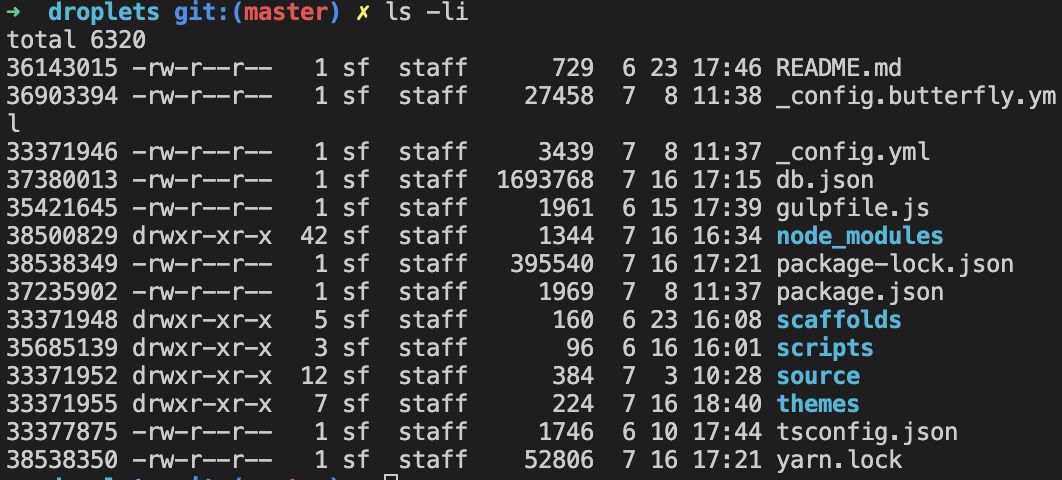 ➜  droplets git:(master) ✗ ls -li
total 6320
36143015 -rw-r--r--   1 sf  staff      729  6 23 17:46 README.md
36903394 -rw-r--r--   1 sf  staff    27458  7  8 11:38 _config.butterfly.ym
l
33371946 -rw-r--r--   1 sf  staff     3439  7  8 11:37 _config.yml
37380013 -rw-r--r--   1 sf  staff  1693768  7 16 17:15 db.json
35421645 -rw-r--r--   1 sf  staff     1961  6 15 17:39 gulpfile.js
38500829 drwxr-xr-x  42 sf  staff     1344  7 16 16:34 node_modules
38538349 -rw-r--r--   1 sf  staff   395540  7 16 17:21 package-lock.json
37235902 -rw-r--r--   1 sf  staff     1969  7  8 11:37 package.json
33371948 drwxr-xr-x   5 sf  staff      160  6 23 16:08 scaffolds
35685139 drwxr-xr-x   3 sf  staff       96  6 16 16:01 scripts
33371952 drwxr-xr-x  12 sf  staff      384  7  3 10:28 source
33371955 drwxr-xr-x   7 sf  staff      224  7 16 18:40 themes
33377875 -rw-r--r--   1 sf  staff     1746  6 10 17:44 tsconfig.json
38538350 -rw-r--r--   1 sf  staff    52806  7 16 17:21 yarn.lock